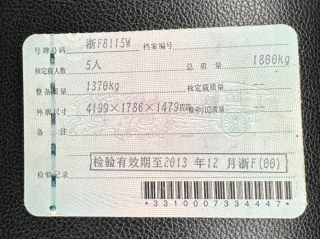 号牌号码 浙F8115W 档案编号
核定载人数 5人 总质量 1800kg
整备质量 1370kg 核定载质量 --
外廓尺寸 4199×1786×1479mm 准牵引总质量 --
备注
检验有效期至2013 年 12 月浙F(00)
检验记录
*3310007334447*